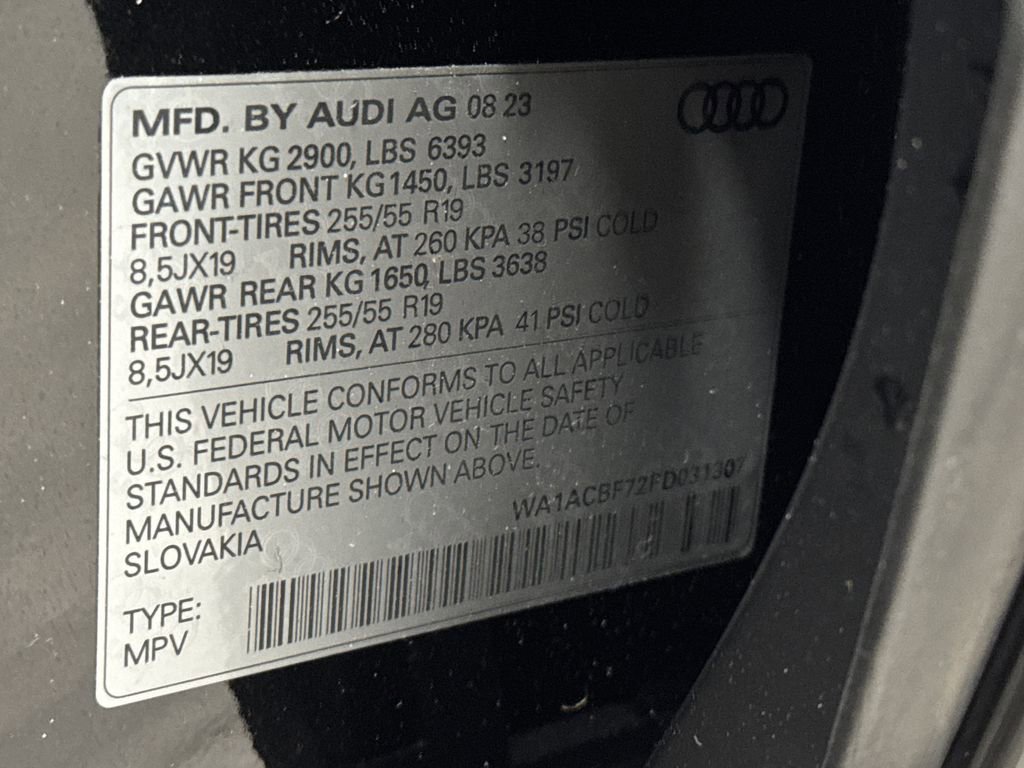 MFD. BY AUDI AG 08 23
GVWR KG 2900, LBS 6393
GAWR FRONT KG 1450, LBS 3197
FRONT-TIRES 255/55 R19
8,5JX19 RIMS, AT 260 KPA 38 PSI COLD
GAWR REAR KG 1650, LBS 3638
REAR-TIRES 255/55 R19
8,5JX19 RIMS, AT 280 KPA 41 PSI COLD
THIS VEHICLE CONFORMS TO ALL APPLICABLE
U.S. FEDERAL MOTOR VEHICLE SAFETY
STANDARDS IN EFFECT ON THE DATE OF
MANUFACTURE SHOWN ABOVE.
SLOVAKIA
WA1ACBF72FD031307
TYPE:
MPV